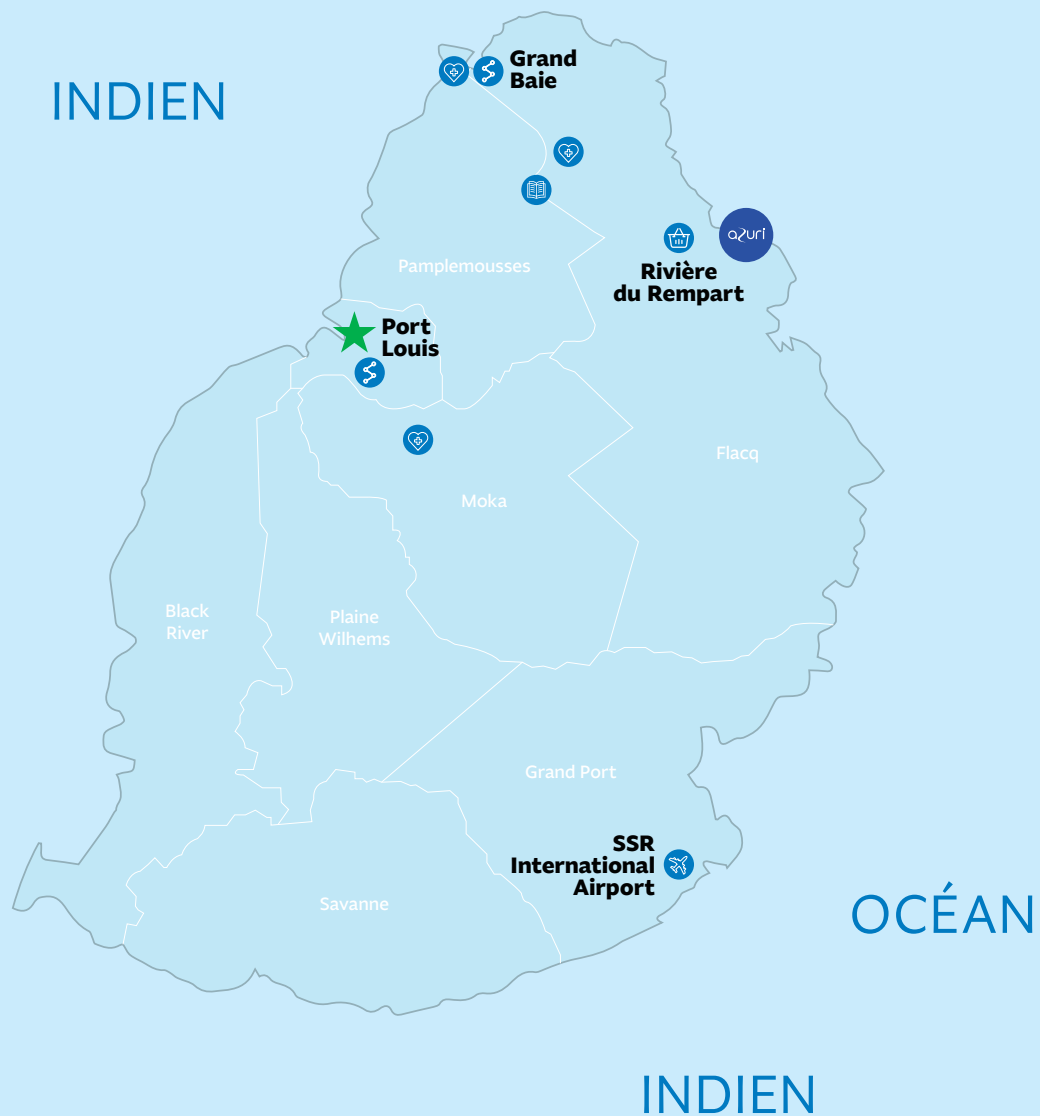 Grand
Baie
INDIEN
azuri
Pamplemousses
Rivière
du Rempart
Port
Louis
Flacq
Moka
Black
River
Plaine
Wilhems
Grand Port
SSR
International
Airport
Savanne
OCÉAN
INDIEN